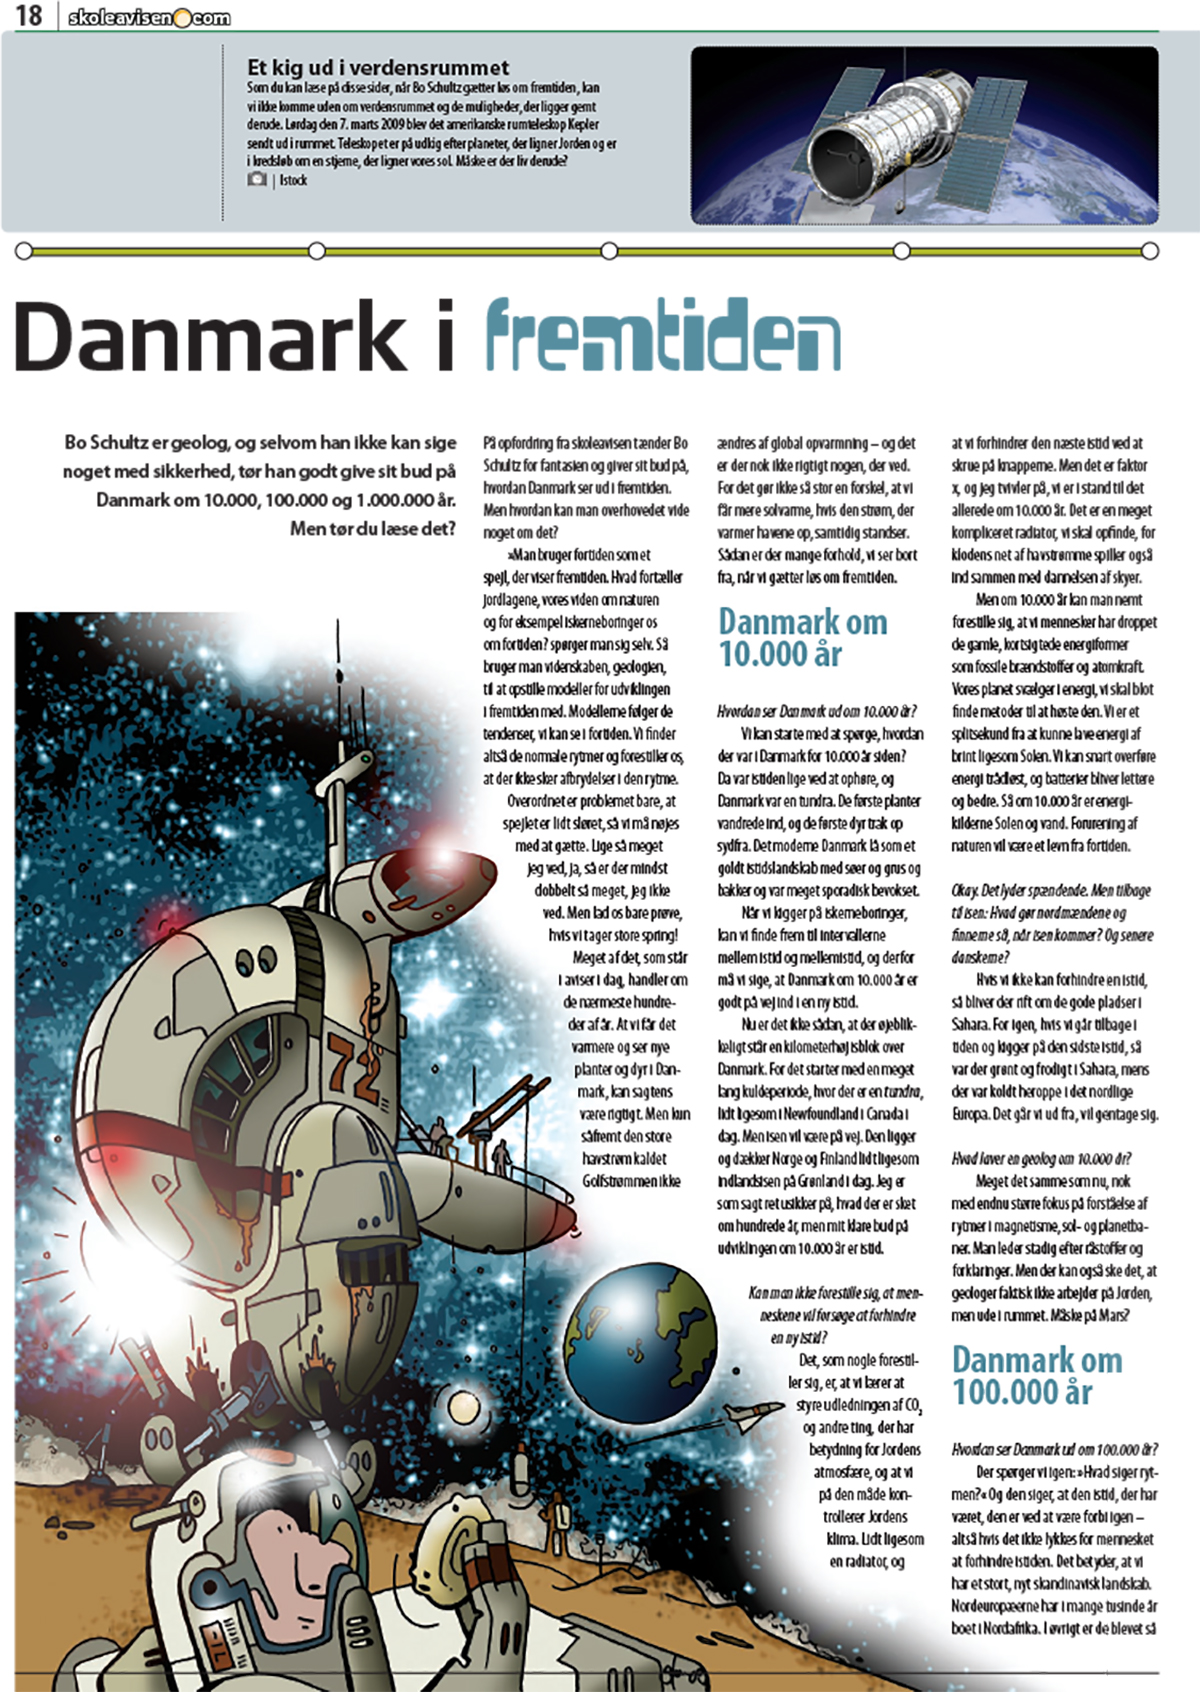 18
skoleavisen.com
Et kig ud i verdensrummet
Som du kan læse på disse sider, når Bo Schultz gætter løs om fremtiden, kan
vi ikke komme uden om verdensrummet og de muligheder, der ligger gemt
derude. Lørdag den 7. marts 2009 blev det amerikanske rumteleskop Kepler
sendt ud i rummet. Teleskopet er på udkig efter planeter, der ligner Jorden og er
i kredsløb om en stjerne, der ligner vores sol. Måske er der liv derude?
| Istock
Danmark i fremtiden
Bo Schultz er geolog, og selvom han ikke kan sige
noget med sikkerhed, tør han godt give sit bud på
Danmark om 10.000, 100.000 og 1.000.000 år.
Men tør du læse det?
På opfordring fra skoleavisen tænder Bo
Schultz for fantasien og giver sit bud på,
hvordan Danmark ser ud i fremtiden.
Men hvordan kan man overhovedet vide
noget om det?
»Man bruger fortiden som et
spejl, der viser fremtiden. Hvad fortæller
jordlagene, vores viden om naturen
og for eksempel iskerneboringer os
om fortiden? spørger man sig selv. Så
bruger man videnskaben, geologien,
til at opstille modeller for udviklingen
i fremtiden med. Modellerne følger de
tendenser, vi kan se i fortiden. Vi finder
altså de normale rytmer og forestiller os,
at der ikke sker afbrydelser i den rytme.
Overordnet er problemet bare, at
spejlet er lidt sløret, så vi må nøjes
med at gætte. Lige så meget
jeg ved, ja, så er der mindst
dobbelt så meget, jeg ikke
ved. Men lad os bare prøve,
hvis vi tager store spring!
Meget af det, som står
i aviser i dag, handler om
de nærmeste hundre-
der af år. At vi får det
varmere og ser nye
planter og dyr i Dan-
mark, kan sagtens
være rigtigt. Men kun
såfremt den store
havstrøm kaldet
Golfstrømmen ikke
ændres af global opvarmning – og det
er der nok ikke rigtigt nogen, der ved.
For det gør ikke så stor en forskel, at vi
får mere solvarme, hvis den strøm, der
varmer havene op, samtidig standser.
Sådan er der mange forhold, vi ser bort
fra, når vi gætter løs om fremtiden.
Danmark om
10.000 år
Hvordan ser Danmark ud om 10.000 år?
Vi kan starte med at spørge, hvordan
der var i Danmark for 10.000 år siden?
Da var istiden lige ved at ophøre, og
Danmark var en tundra. De første planter
vandrede ind, og de første dyr trak op
sydfra. Det moderne Danmark lå som et
goldt istidslandskab med søer og grus og
bakker og var meget sporadisk bevokset.
Når vi kigger på iskerneboringer,
kan vi finde frem til intervallerne
mellem istid og mellemistid, og derfor
må vi sige, at Danmark om 10.000 år er
godt på vej ind i en ny istid.
Nu er det ikke sådan, at der øjeblik-
keligt står en kilometerhøj isblok over
Danmark. For det starter med en meget
lang kuldeperiode, hvor der er en tundra,
lidt ligesom i Newfoundland i Canada i
dag. Men isen vil være på vej. Den ligger
og dækker Norge og Finland lidt ligesom
indlandsisen på Grønland i dag. Jeg er
som sagt ret usikker på, hvad der er sket
om hundrede år, men mit klare bud på
udviklingen om 10.000 år er istid.
Kan man ikke forestille sig, at men-
neskene vil forsøge at forhindre
en ny istid?
Det, som nogle forestil-
ler sig, er, at vi lærer at
styre udledningen af CO₂
og andre ting, der har
betydning for Jordens
atmosfære, og at vi
på den måde kon-
trollerer Jordens
klima. Lidt ligesom
en radiator, og
at vi forhindrer den næste istid ved at
skrue på knapperne. Men det er faktor
x, og jeg tvivler på, vi er i stand til det
allerede om 10.000 år. Det er en meget
kompliceret radiator, vi skal opfinde, for
klodens net af havstrømme spiller også
ind sammen med dannelsen af skyer.
Men om 10.000 år kan man nemt
forestille sig, at vi mennesker har droppet
de gamle, kortsigtede energiformer
som fossile brændstoffer og atomkraft.
Vores planet svælger i energi, vi skal blot
finde metoder til at høste den. Vi er et
splitsekund fra at kunne lave energi af
brint ligesom Solen. Vi kan snart overføre
energi trådløst, og batterier bliver lettere
og bedre. Så om 10.000 år er energi-
kilderne Solen og vand. Forurening af
naturen vil være et levn fra fortiden.
Okay. Det lyder spændende. Men tilbage
til isen: Hvad gør nordmændene og
finnerne så, når isen kommer? Og senere
danskerne?
Hvis vi ikke kan forhindre en istid,
så bliver der rift om de gode pladser i
Sahara. For igen, hvis vi går tilbage i
tiden og kigger på den sidste istid, så
var der grønt og frodigt i Sahara, mens
der var koldt heroppe i det nordlige
Europa. Det går vi ud fra, vil gentage sig.
Hvad laver en geolog om 10.000 år?
Meget det samme som nu, nok
med endnu større fokus på forståelse af
rytmer i magnetisme, sol- og planetba-
ner. Man leder stadig efter råstoffer og
forklaringer. Men der kan også ske det, at
geologer faktisk ikke arbejder på Jorden,
men ude i rummet. Måske på Mars?
Danmark om
100.000 år
Hvordan ser Danmark ud om 100.000 år?
Der spørger vi igen: »Hvad siger ryt-
men?« Og den siger, at den istid, der har
været, den er ved at være forbi igen –
altså hvis det ikke lykkes for mennesket
at forhindre istiden. Det betyder, at vi
har et stort, nyt skandinavisk landskab.
Nordeuropæerne har i mange tusinde år
boet i Nordafrika. I øvrigt er de blevet så
72